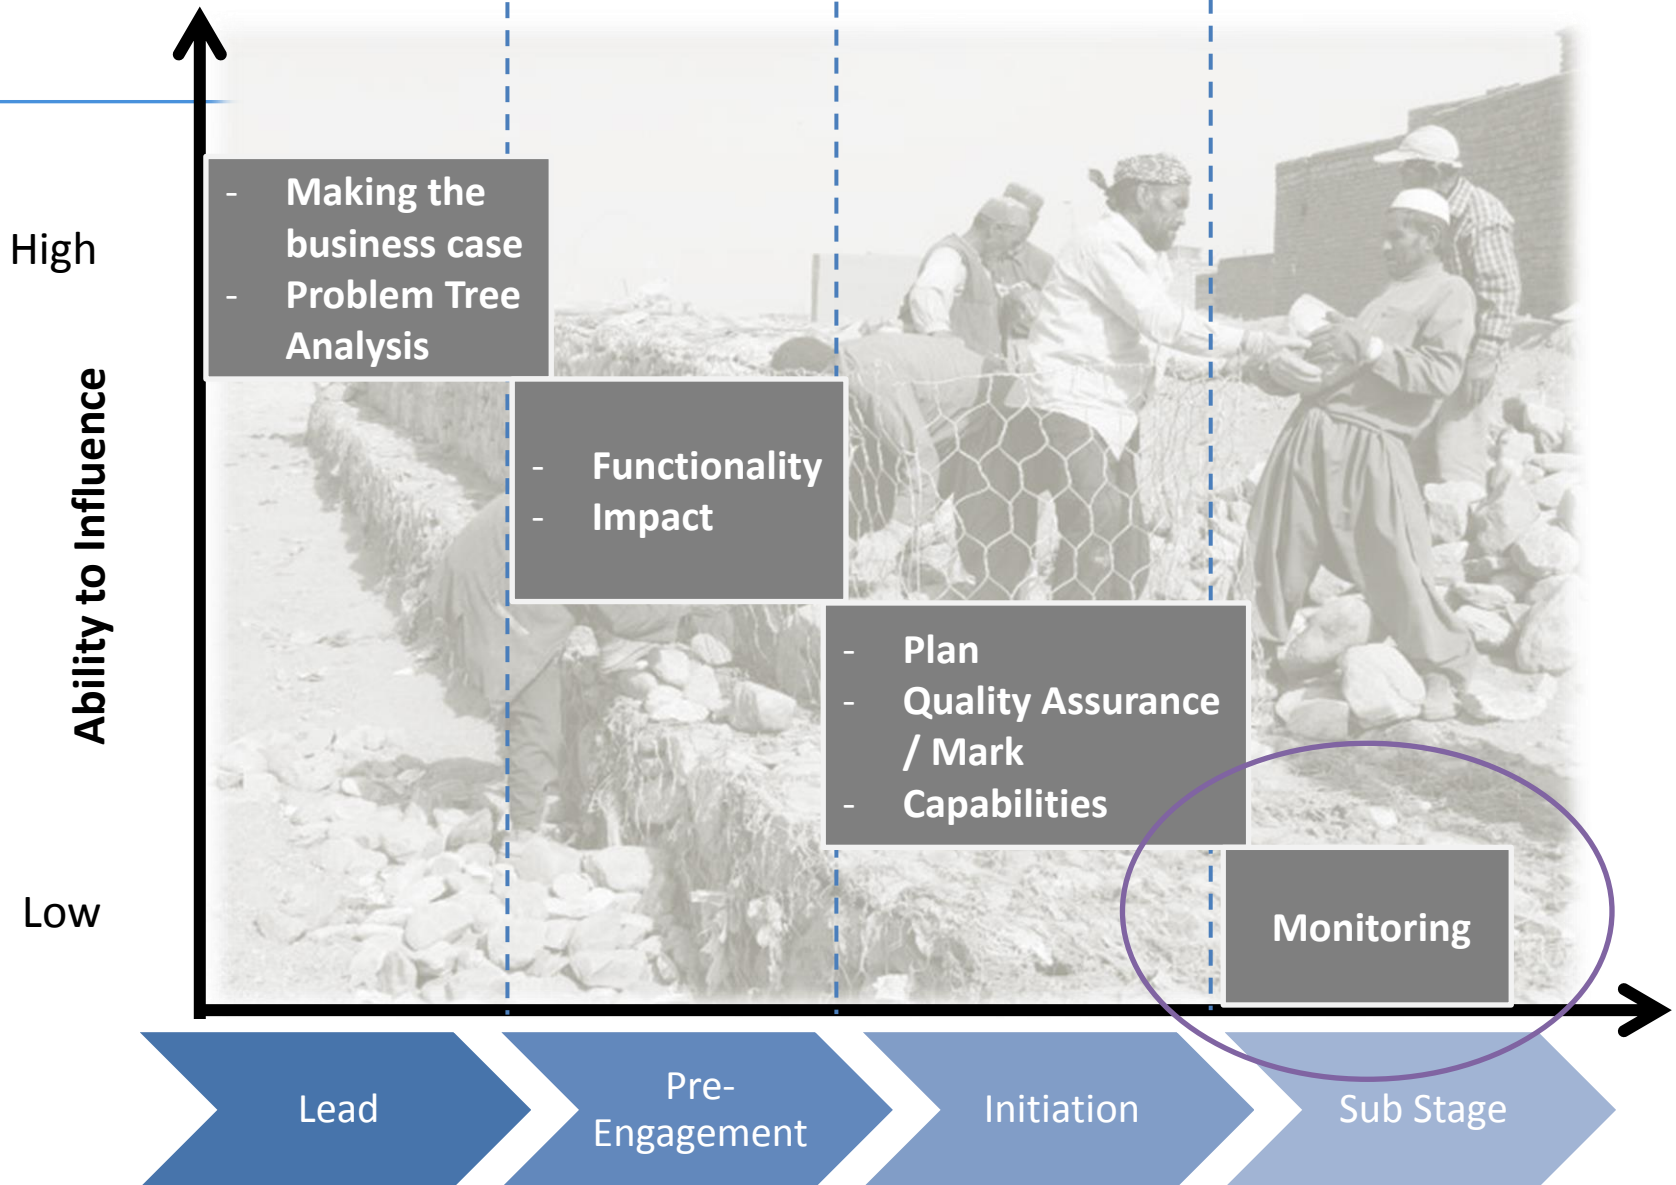 High
Ability to Influence
Low
- Making the
business case
- Problem Tree
Analysis
- Functionality
- Impact
- Plan
- Quality Assurance
/ Mark
- Capabilities
Monitoring
Lead
Pre-
Engagement
Initiation
Sub Stage